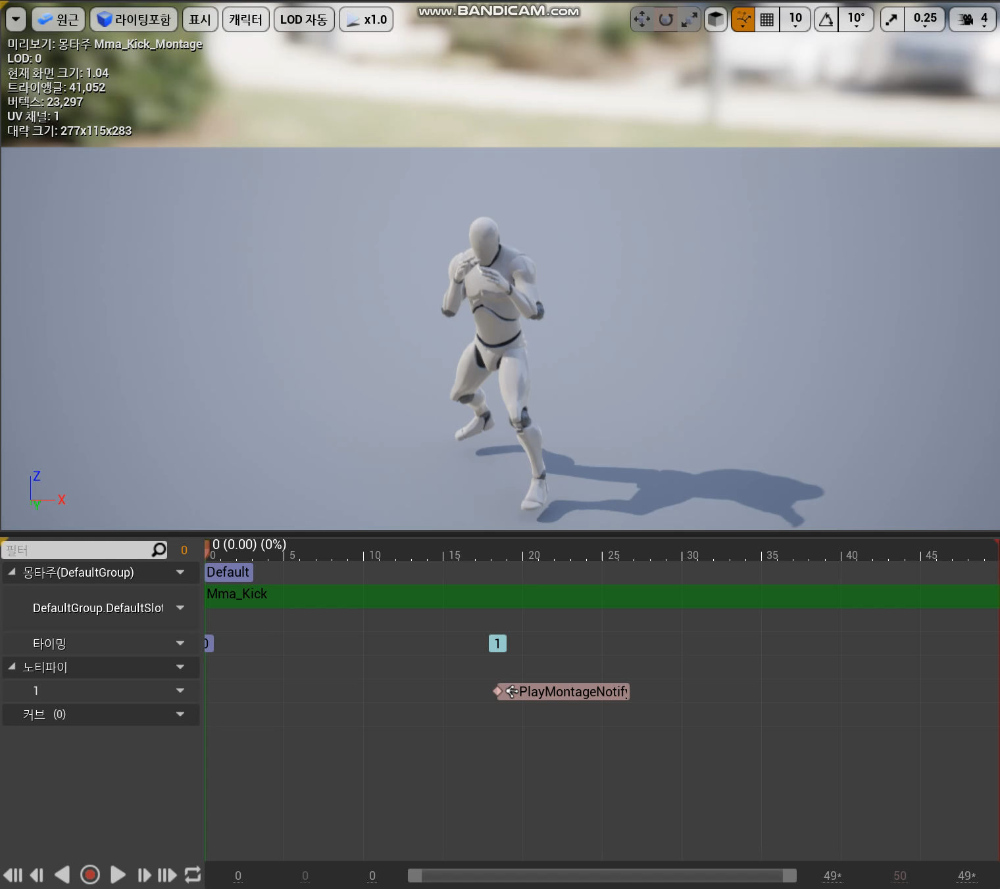 원근 라이팅포함 표시 캐릭터 LOD 자동 x1.0 www.BANDICAM.com 10 10° 0.25 4
미리보기: 몽타주 Mma_Kick_Montage
LOD: 0
현재 화면 크기: 1.04
트라이앵글: 41,052
버텍스: 23,297
UV 채널: 1
대략 크기: 277x115x283
Z
X
Y
필터 0 0 (0.00) (0%)
0 5 10 15 20 25 30 35 40 45
몽타주(DefaultGroup) Default
Mma_Kick
DefaultGroup.DefaultSlot
타이밍 0 1
노티파이
1 PlayMontageNotify
커브 (0)
0 0 0 49* 50 49*